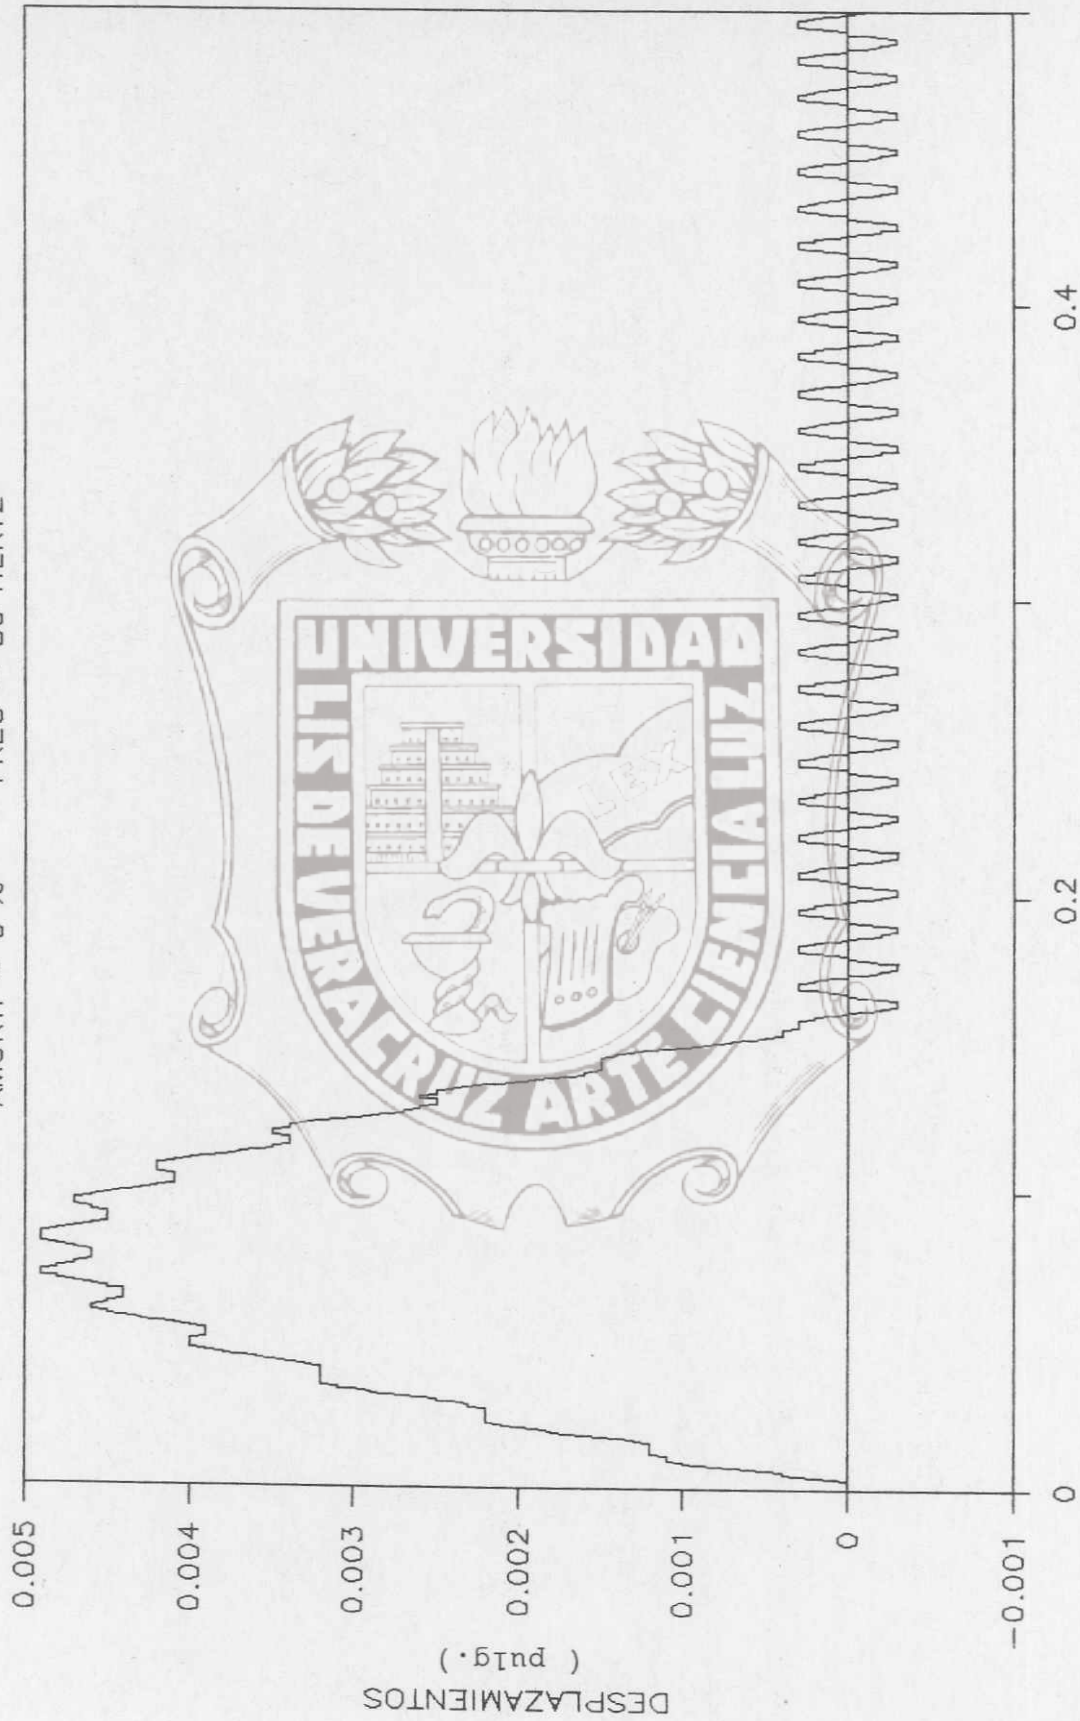 DESPLAZAMIENTOS
( pulg.)
0.005
0.004
0.003
0.002
0.001
0
−0.001
0
0.2
0.4
UNIVERSIDAD
LIS DE VERACRUZ ARTE CIENCIA LUZ
LEX